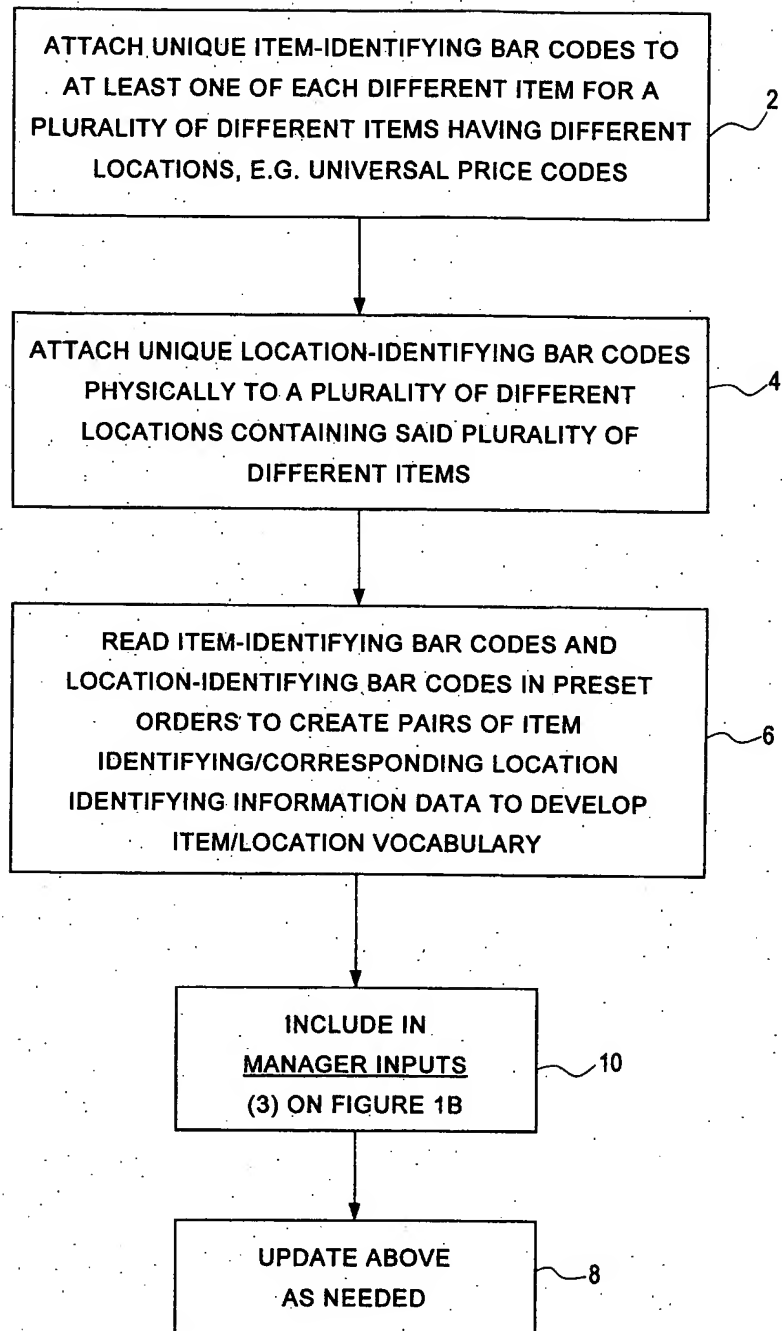 ATTACH UNIQUE ITEM-IDENTIFYING BAR CODES TO
AT LEAST ONE OF EACH DIFFERENT ITEM FOR A
PLURALITY OF DIFFERENT ITEMS HAVING DIFFERENT
LOCATIONS, E.G. UNIVERSAL PRICE CODES
2
ATTACH UNIQUE LOCATION-IDENTIFYING BAR CODES
PHYSICALLY TO A PLURALITY OF DIFFERENT
LOCATIONS CONTAINING SAID PLURALITY OF
DIFFERENT ITEMS
4
READ ITEM-IDENTIFYING BAR CODES AND
LOCATION-IDENTIFYING BAR CODES IN PRESET
ORDERS TO CREATE PAIRS OF ITEM
IDENTIFYING/CORRESPONDING LOCATION
IDENTIFYING INFORMATION DATA TO DEVELOP
ITEM/LOCATION VOCABULARY
6
INCLUDE IN
MANAGER INPUTS
(3) ON FIGURE 1B
10
UPDATE ABOVE
AS NEEDED
8